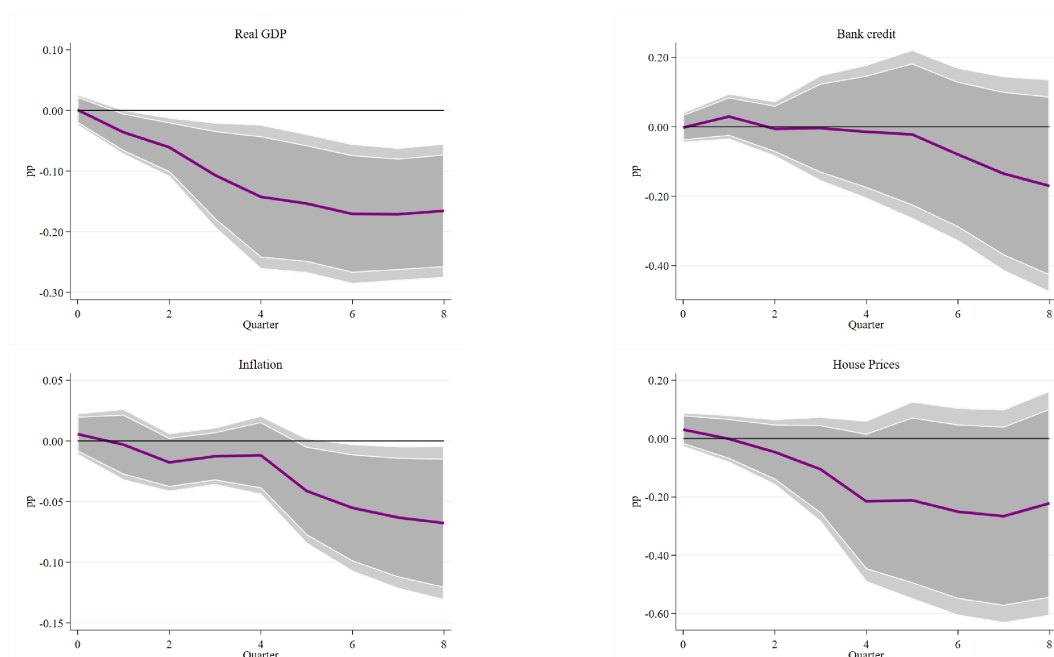 Real GDP
0.10
0.00
-0.10
-0.20
-0.30
pp
0 2 4 6 8
Quarter
Bank credit
0.20
0.00
-0.20
-0.40
pp
0 2 4 6 8
Quarter
Inflation
0.05
0.00
-0.05
-0.10
-0.15
pp
0 2 4 6 8
Quarter
House Prices
0.20
0.00
-0.20
-0.40
-0.60
pp
0 2 4 6 8
Quarter